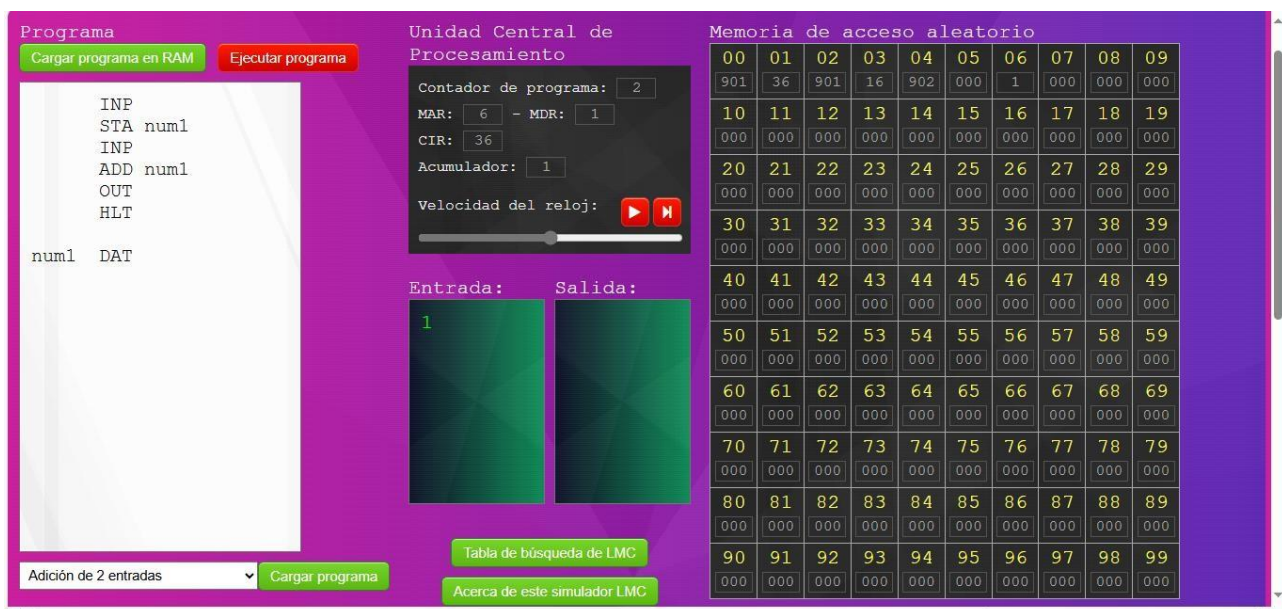 Programa
Cargar programa en RAM Ejecutar programa
INP
STA num1
INP
ADD num1
OUT
HLT
num1 DAT
Adición de 2 entradas Cargar programa
Unidad Central de
Procesamiento
Contador de programa: 2
MAR: 6 - MDR: 1
CIR: 36
Acumulador: 1
Velocidad del reloj:
Entrada: Salida:
1
Tabla de búsqueda de LMC
Acerca de este simulador LMC
Memoria de acceso aleatorio
00 01 02 03 04 05 06 07 08 09
901 36 901 16 902 000 1 000 000 000
10 11 12 13 14 15 16 17 18 19
000 000 000 000 000 000 000 000 000 000
20 21 22 23 24 25 26 27 28 29
000 000 000 000 000 000 000 000 000 000
30 31 32 33 34 35 36 37 38 39
000 000 000 000 000 000 000 000 000 000
40 41 42 43 44 45 46 47 48 49
000 000 000 000 000 000 000 000 000 000
50 51 52 53 54 55 56 57 58 59
000 000 000 000 000 000 000 000 000 000
60 61 62 63 64 65 66 67 68 69
000 000 000 000 000 000 000 000 000 000
70 71 72 73 74 75 76 77 78 79
000 000 000 000 000 000 000 000 000 000
80 81 82 83 84 85 86 87 88 89
000 000 000 000 000 000 000 000 000 000
90 91 92 93 94 95 96 97 98 99
000 000 000 000 000 000 000 000 000 000